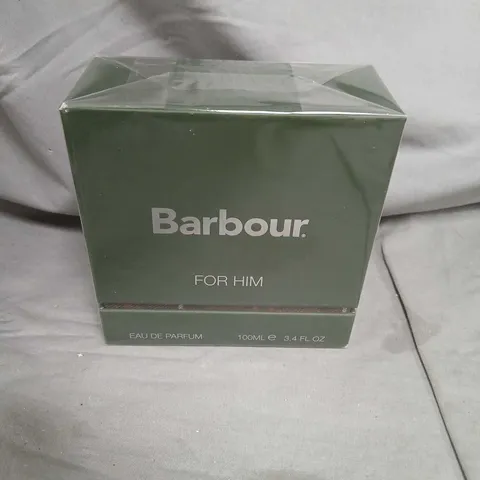 Barbour.
FOR HIM
EAU DE PARFUM 100ML ℮ 3.4 FL OZ